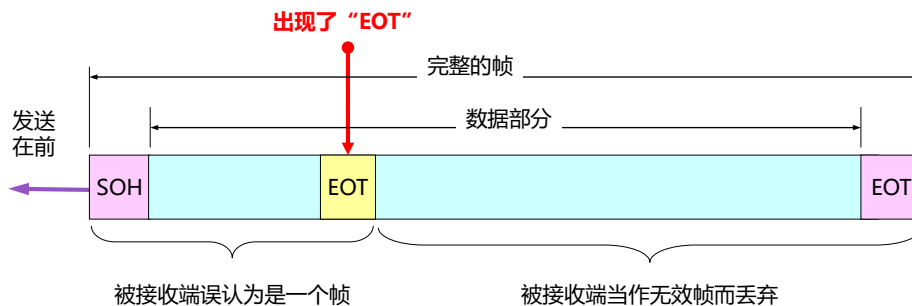 出现了“EOT”
完整的帧
发送
在前
数据部分
SOH
EOT
EOT
被接收端误认为是一个帧
被接收端当作无效帧而丢弃